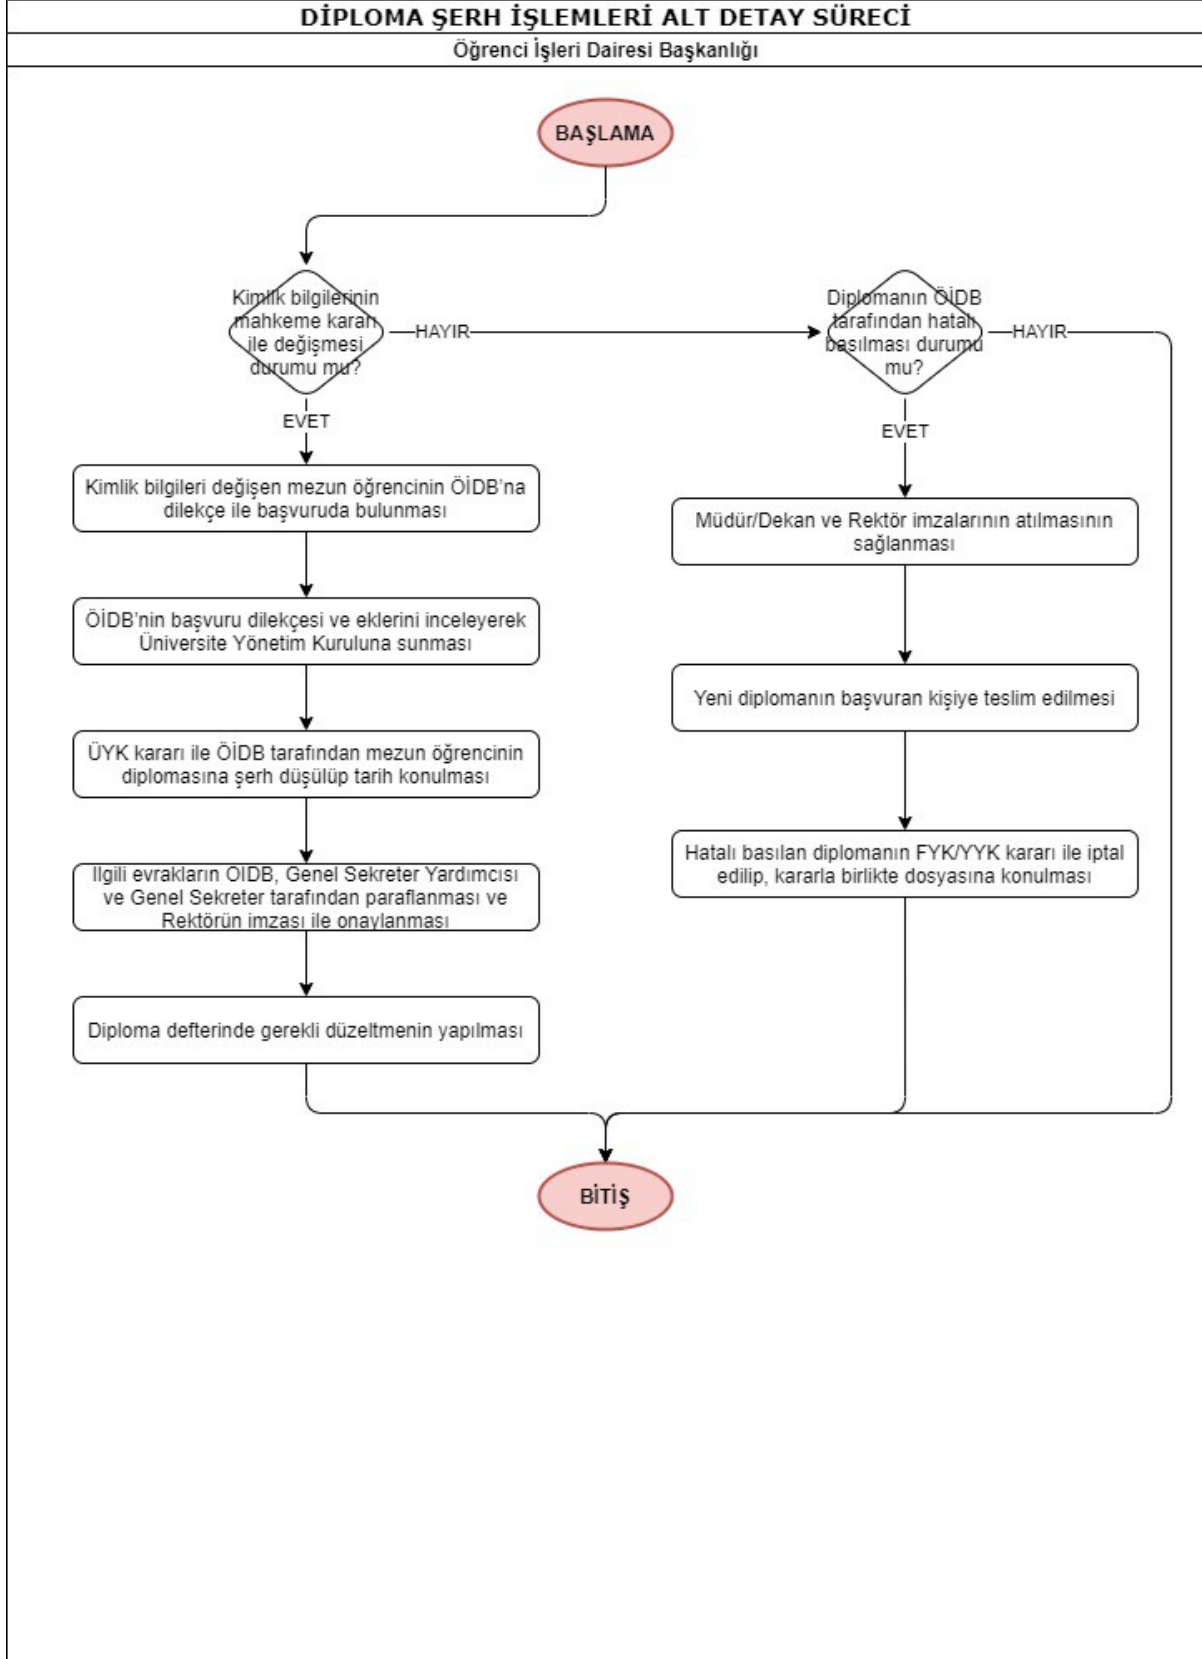 DİPLOMA ŞERH İŞLEMLERİ ALT DETAY SÜRECİ
Öğrenci İşleri Dairesi Başkanlığı
BAŞLAMA
Kimlik bilgilerinin
mahkeme kararı
ile değişmesi
durumu mu?
HAYIR
Diplomanın ÖİDB
tarafından hatalı
basılması durumu
mu?
HAYIR
EVET
EVET
Kimlik bilgileri değişen mezun öğrencinin ÖİDB'na
dilekçe ile başvuruda bulunması
Müdür/Dekan ve Rektör imzalarının atılmasının
sağlanması
ÖİDB'nin başvuru dilekçesi ve eklerini inceleyerek
Üniversite Yönetim Kuruluna sunması
Yeni diplomanın başvuran kişiye teslim edilmesi
ÜYK kararı ile ÖİDB tarafından mezun öğrencinin
diplomasına şerh düşülüp tarih konulması
Hatalı basılan diplomanın FYK/YYK kararı ile iptal
edilip, kararla birlikte dosyasına konulması
İlgili evrakların ÖİDB, Genel Sekreter Yardımcısı
ve Genel Sekreter tarafından paraflanması ve
Rektörün imzası ile onaylanması
Diploma defterinde gerekli düzeltmenin yapılması
BİTİŞ